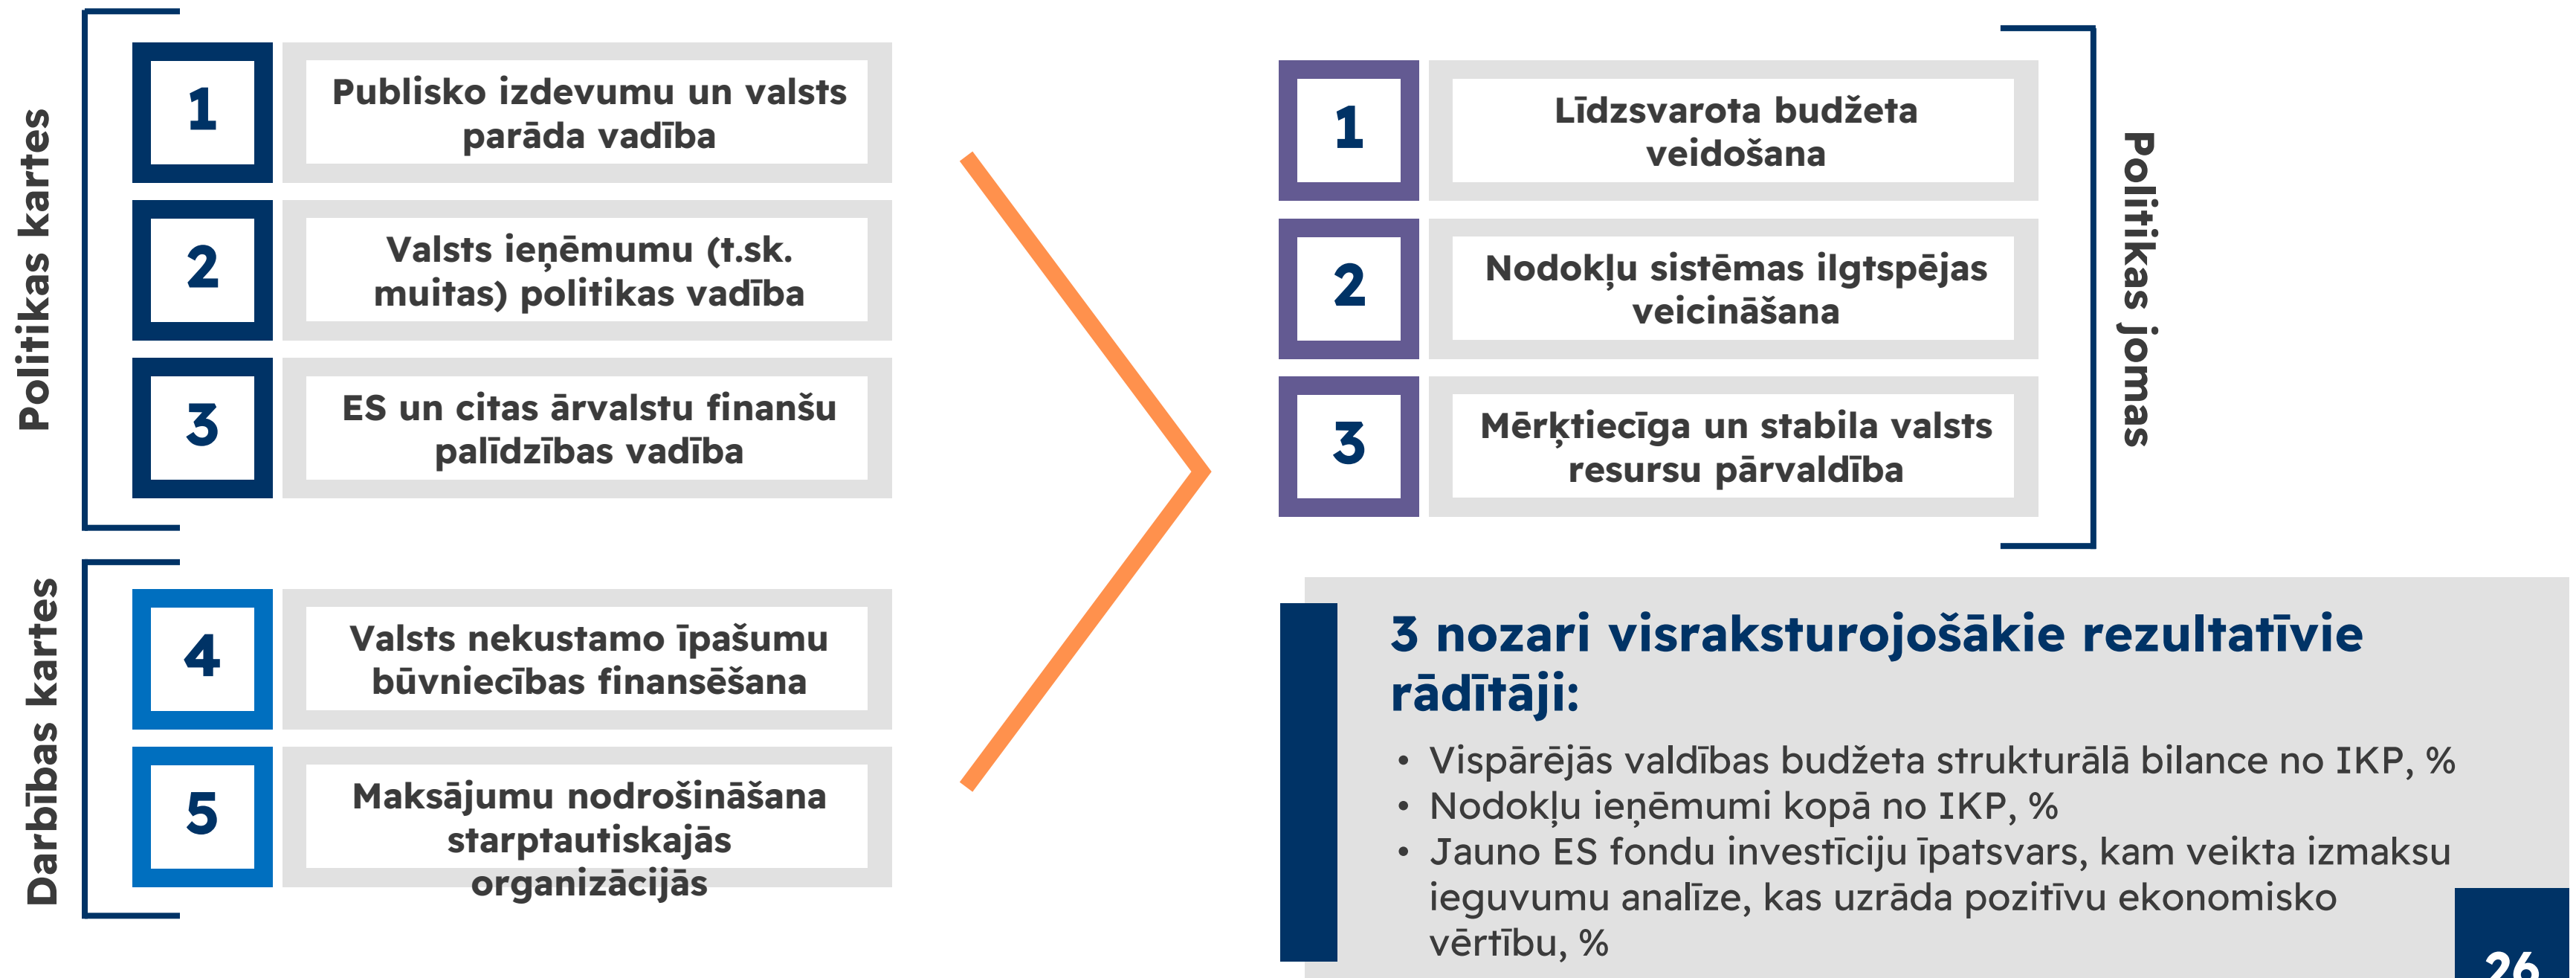 Politikas kartes
1
Publisko izdevumu un valsts
parāda vadība
2
Valsts ieņēmumu (t.sk.
muitas) politikas vadība
3
ES un citas ārvalstu finanšu
palīdzības vadība
Darbības kartes
4
Valsts nekustamo īpašumu
būvniecības finansēšana
5
Maksājumu nodrošināšana
starptautiskajās
organizācijās
1
Līdzsvarota budžeta
veidošana
2
Nodokļu sistēmas ilgtspējas
veicināšana
3
Mērķtiecīga un stabila valsts
resursu pārvaldība
Politikas jomas
3 nozari visraksturojošākie rezultatīvie
rādītāji:
• Vispārējās valdības budžeta strukturālā bilance no IKP, %
• Nodokļu ieņēmumi kopā no IKP, %
• Jauno ES fondu investīciju īpatsvars, kam veikta izmaksu
ieguvumu analīze, kas uzrāda pozitīvu ekonomisko
vērtību, %
26